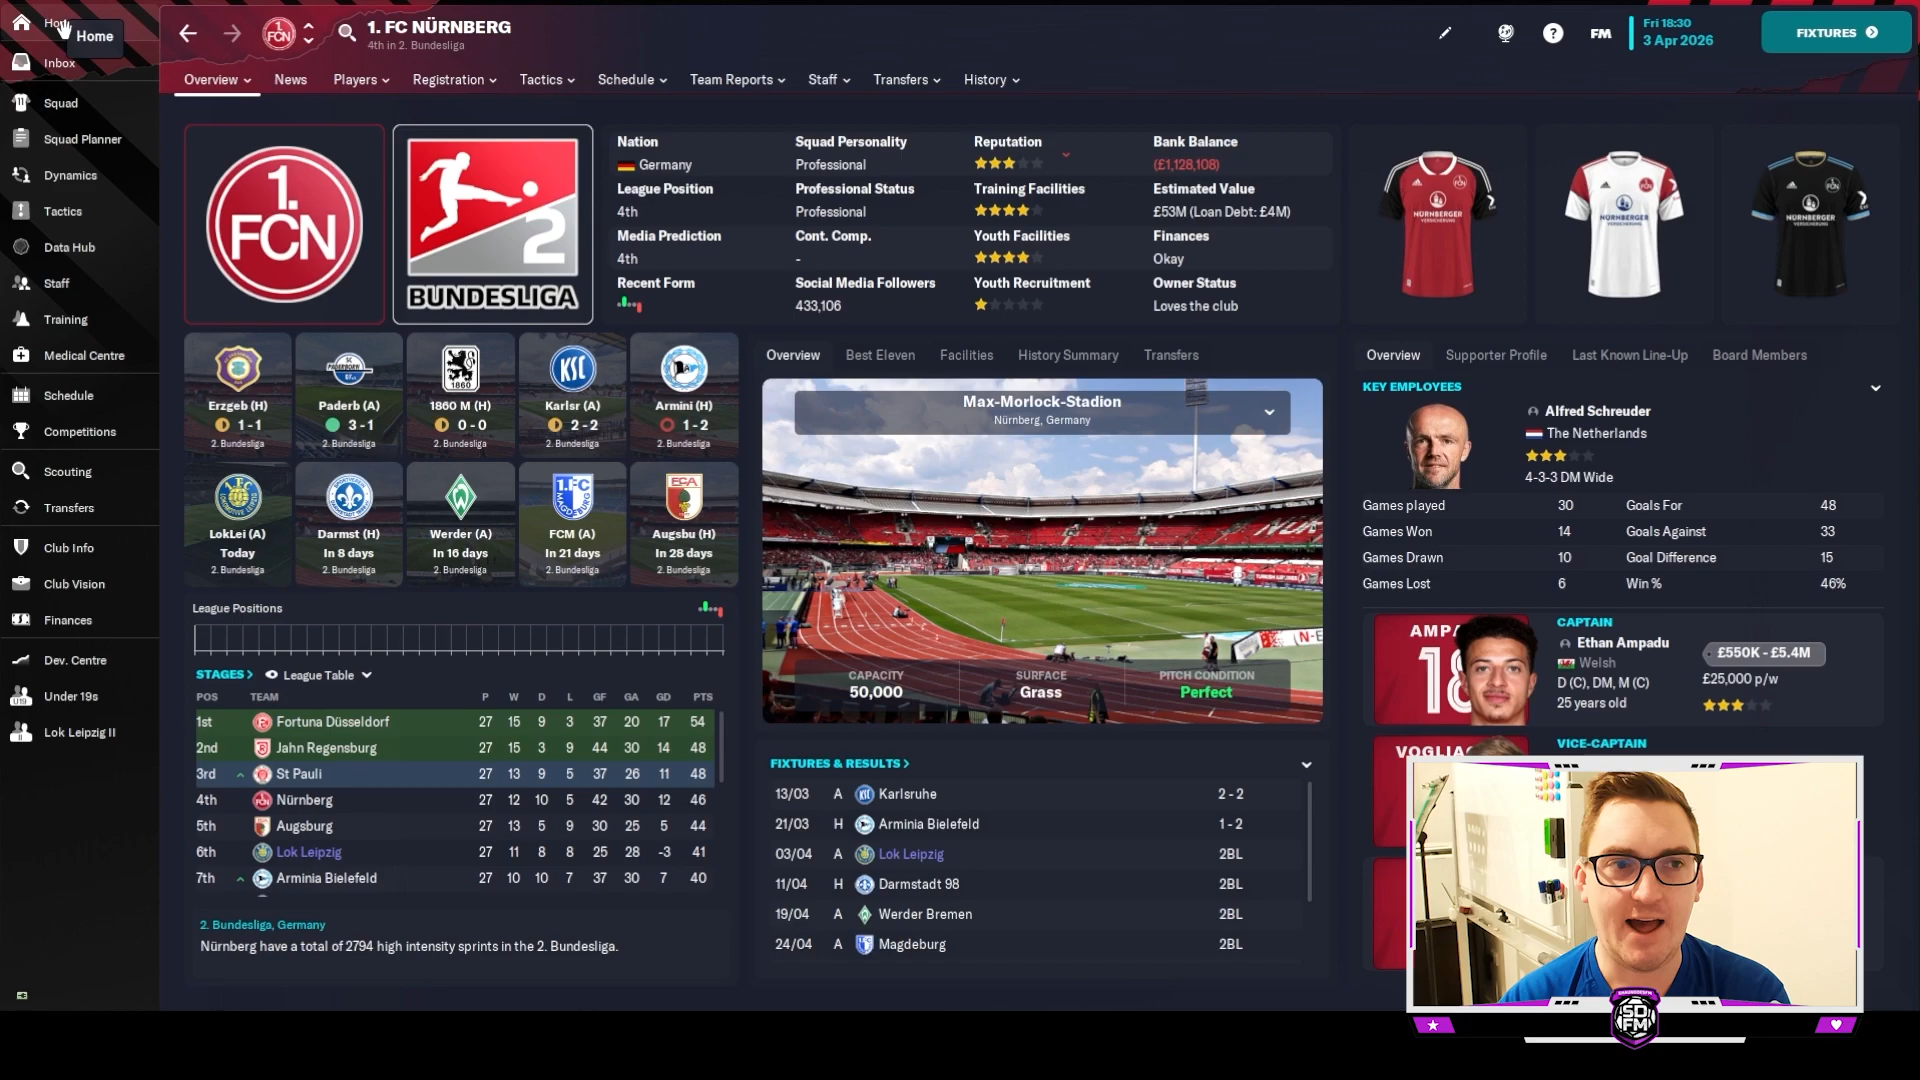 Home
Inbox
Squad
Squad Planner
Dynamics
Tactics
Data Hub
Staff
Training
Medical Centre
Schedule
Competitions
Scouting
Transfers
Club Info
Club Vision
Finances
Dev. Centre
Under 19s
Lok Leipzig II
1. FC NÜRNBERG
4th in 2. Bundesliga
FM
Fri 18:30
3 Apr 2026
FIXTURES
Overview News Players Registration Tactics Schedule Team Reports Staff Transfers History
1. FCN
2
BUNDESLIGA
Nation
Germany
League Position
4th
Media Prediction
4th
Recent Form
Squad Personality
Professional
Professional Status
Professional
Cont. Comp.
-
Social Media Followers
433,106
Reputation
Training Facilities
Youth Facilities
Youth Recruitment
Bank Balance
(£1,128,108)
Estimated Value
£53M (Loan Debt: £4M)
Finances
Okay
Owner Status
Loves the club
NÜRNBERGER
VERSICHERUNG
NÜRNBERGER
VERSICHERUNG
NÜRNBERGER
VERSICHERUNG
Erzgeb (H)
1 - 1
2. Bundesliga
Paderb (A)
3 - 1
2. Bundesliga
1860 M (H)
0 - 0
2. Bundesliga
Karlsr (A)
2 - 2
2. Bundesliga
Armini (H)
1 - 2
2. Bundesliga
LokLei (A)
Today
2. Bundesliga
Darmst (H)
In 8 days
2. Bundesliga
Werder (A)
In 16 days
2. Bundesliga
FCM (A)
In 21 days
2. Bundesliga
Augsbu (H)
In 28 days
2. Bundesliga
League Positions
STAGES > League Table
POS TEAM P W D L GF GA GD PTS
1st Fortuna Düsseldorf 27 15 9 3 37 20 17 54
2nd Jahn Regensburg 27 15 3 9 44 30 14 48
3rd St Pauli 27 13 9 5 37 26 11 48
4th Nürnberg 27 12 10 5 42 30 12 46
5th Augsburg 27 13 5 9 30 25 5 44
6th Lok Leipzig 27 11 8 8 25 28 -3 41
7th Arminia Bielefeld 27 10 10 7 37 30 7 40
2. Bundesliga, Germany
Nürnberg have a total of 2794 high intensity sprints in the 2. Bundesliga.
Overview Best Eleven Facilities History Summary Transfers
Max-Morlock-Stadion
Nürnberg, Germany
CAPACITY
50,000
SURFACE
Grass
PITCH CONDITION
Perfect
FIXTURES & RESULTS >
13/03 A Karlsruhe 2 - 2
21/03 H Arminia Bielefeld 1 - 2
03/04 A Lok Leipzig 2BL
11/04 H Darmstadt 98 2BL
19/04 A Werder Bremen 2BL
24/04 A Magdeburg 2BL
Overview Supporter Profile Last Known Line-Up Board Members
KEY EMPLOYEES
Alfred Schreuder
The Netherlands
4-3-3 DM Wide
Games played 30 Goals For 48
Games Won 14 Goals Against 33
Games Drawn 10 Goal Difference 15
Games Lost 6 Win % 46%
CAPTAIN
Ethan Ampadu
Welsh
D (C), DM, M (C)
25 years old
£550K - £5.4M
£25,000 p/w
AMPA
18
VICE-CAPTAIN
VOGLIA
SD
FM